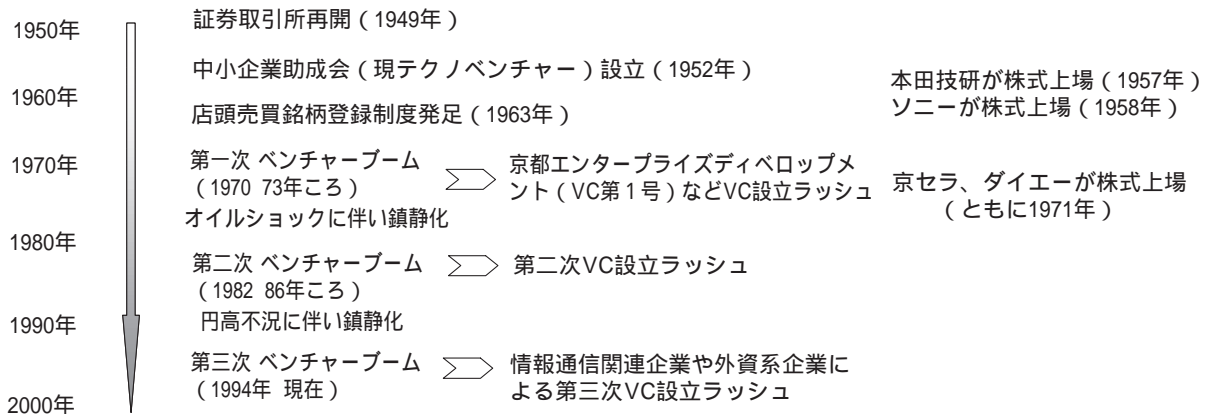 1950年
証券取引所再開（1949年）
中小企業助成会（現テクノベンチャー）設立（1952年）
本田技研が株式上場（1957年）
1960年
ソニーが株式上場（1958年）
店頭売買銘柄登録制度発足（1963年）
1970年
第一次 ベンチャーブーム
（1970 73年ころ）
京都エンタープライズディベロップメ
ント（VC第１号）などVC設立ラッシュ
京セラ、ダイエーが株式上場
（ともに1971年）
オイルショックに伴い鎮静化
1980年
第二次 ベンチャーブーム
（1982 86年ころ）
第二次VC設立ラッシュ
1990年
円高不況に伴い鎮静化
第三次 ベンチャーブーム
（1994年 現在）
情報通信関連企業や外資系企業に
よる第三次VC設立ラッシュ
2000年